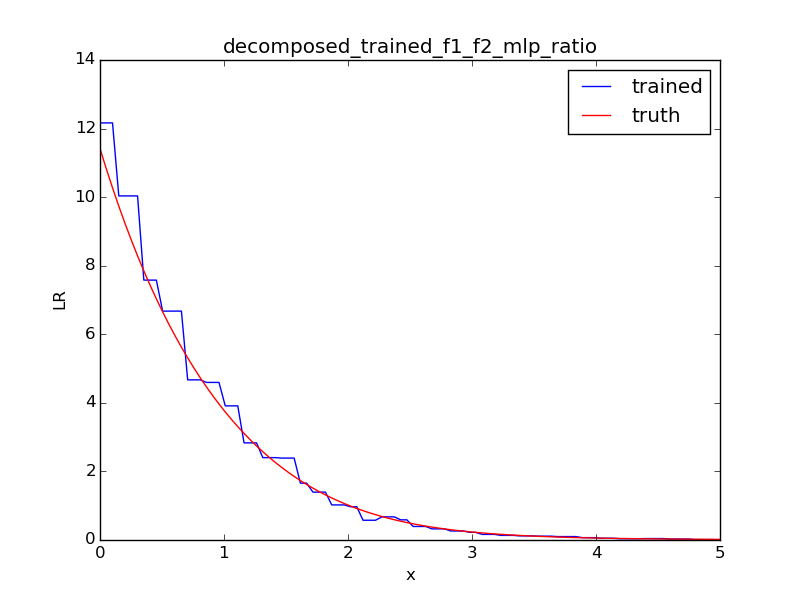 decomposed_trained_f1_f2_mlp_ratio
trained
truth
14
12
10
8
6
4
2
0
LR
0 1 2 3 4 5
x